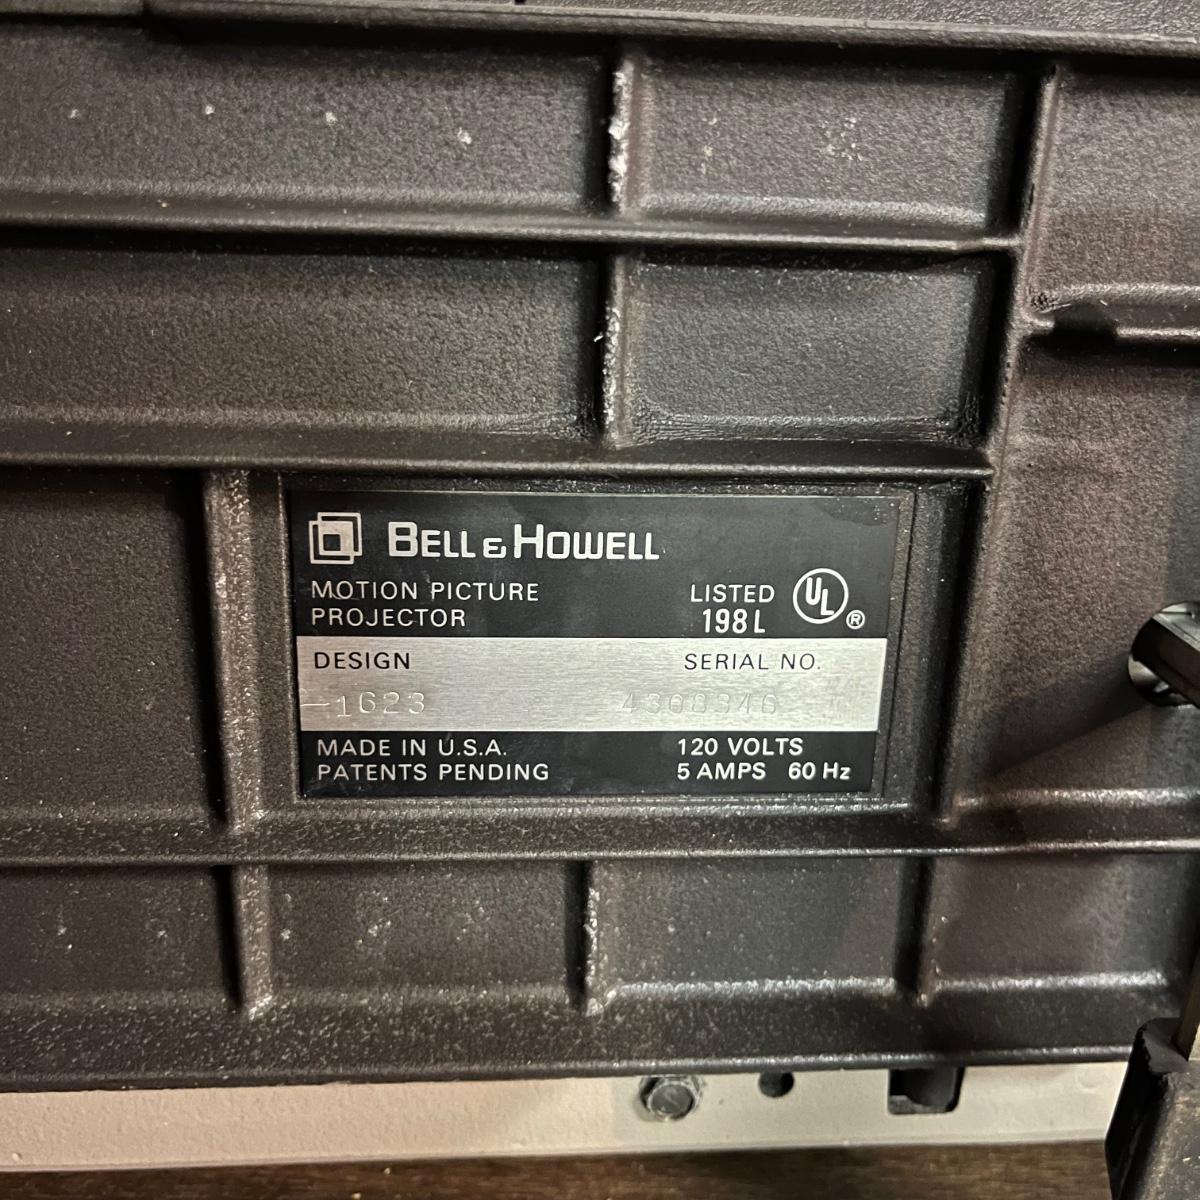 BELL & HOWELL
MOTION PICTURE
PROJECTOR
LISTED
198L
UL ®
DESIGN
SERIAL NO.
1623
4308346
MADE IN U.S.A.
PATENTS PENDING
120 VOLTS
5 AMPS 60 Hz